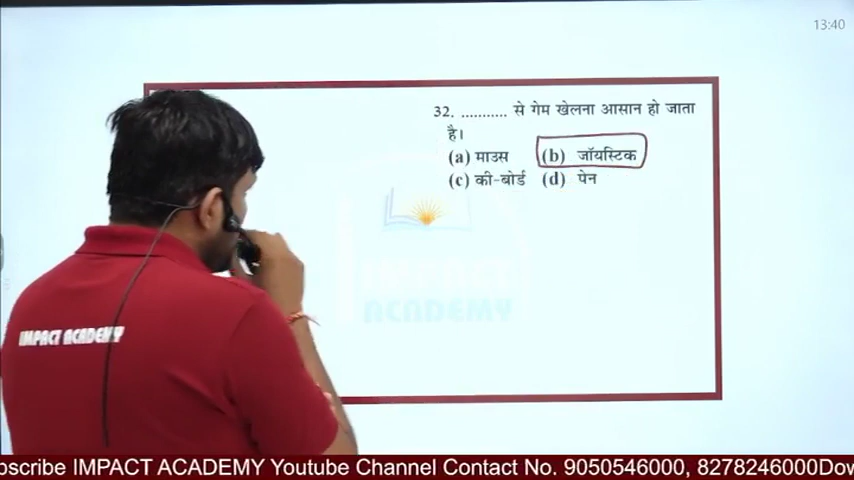 13:40
32. ........... से गेम खेलना आसान हो जाता
है।
(a) माउस (b) जॉयस्टिक
(c) की-बोर्ड (d) पेन
IMPACT
ACADEMY
IMPACT ACADEMY
bscribe IMPACT ACADEMY Youtube Channel Contact No. 9050546000, 8278246000Dow